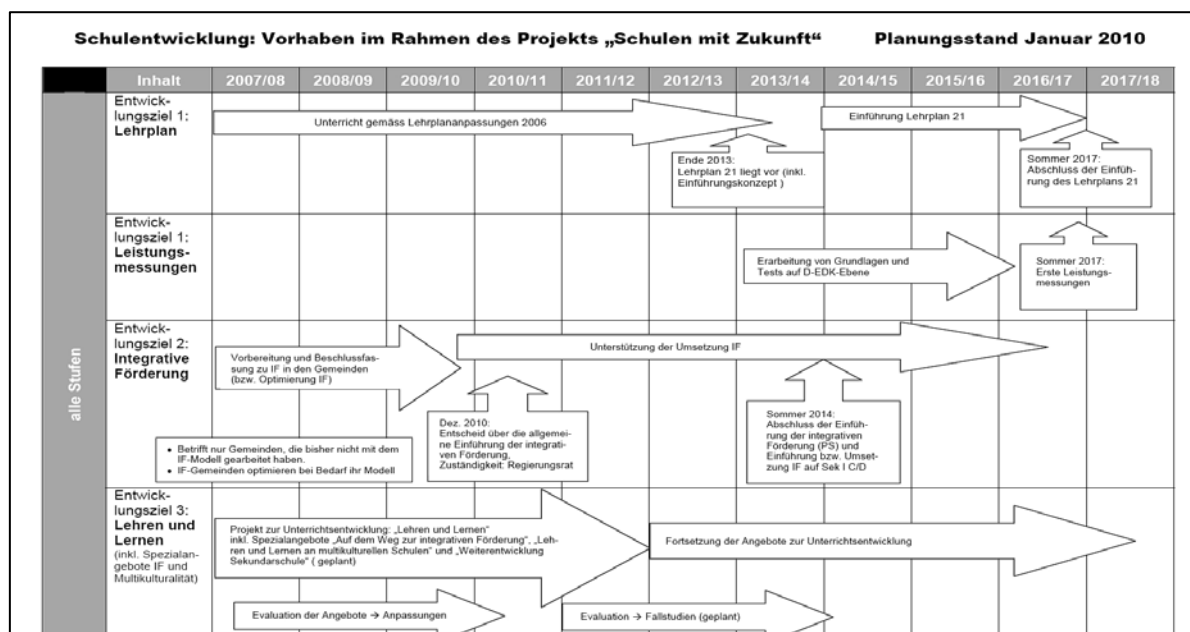 Schulentwicklung: Vorhaben im Rahmen des Projekts „Schulen mit Zukunft“ Planungsstand Januar 2010
Inhalt 2007/08 2008/09 2009/10 2010/11 2011/12 2012/13 2013/14 2014/15 2015/16 2016/17 2017/18
alle Stufen
Entwick-
lungsziel 1:
Lehrplan
Unterricht gemäss Lehrplananpassungen 2006
Einführung Lehrplan 21
Ende 2013:
Lehrplan 21 liegt vor (inkl.
Einführungskonzept )
Sommer 2017:
Abschluss der Einfüh-
rung des Lehrplans 21
Entwick-
lungsziel 1:
Leistungs-
messungen
Erarbeitung von Grundlagen und
Tests auf D-EDK-Ebene
Sommer 2017:
Erste Leistungs-
messungen
Entwick-
lungsziel 2:
Integrative
Förderung
Vorbereitung und Beschlussfas-
sung zu IF in den Gemeinden
(bzw. Optimierung IF)
Unterstützung der Umsetzung IF
Dez. 2010:
Entscheid über die allgemei-
ne Einführung der integrati-
ven Förderung,
Zuständigkeit: Regierungsrat
Sommer 2014:
Abschluss der Einfüh-
rung der integrativen
Förderung (PS) und
Einführung bzw. Umset-
zung IF auf Sek I C/D
• Betrifft nur Gemeinden, die bisher nicht mit dem
IF-Modell gearbeitet haben.
• IF-Gemeinden optimieren bei Bedarf ihr Modell
Entwick-
lungsziel 3:
Lehren und
Lernen
(inkl. Spezialan-
gebote IF und
Multikulturalität)
Projekt zur Unterrichtsentwicklung: „Lehren und Lernen“
inkl. Spezialangebote „Auf dem Weg zur integrativen Förderung“, „Leh-
ren und Lernen an multikulturellen Schulen“ und „Weiterentwicklung
Sekundarschule“ ( geplant)
Fortsetzung der Angebote zur Unterrichtsentwicklung
Evaluation der Angebote → Anpassungen
Evaluation → Fallstudien (geplant)